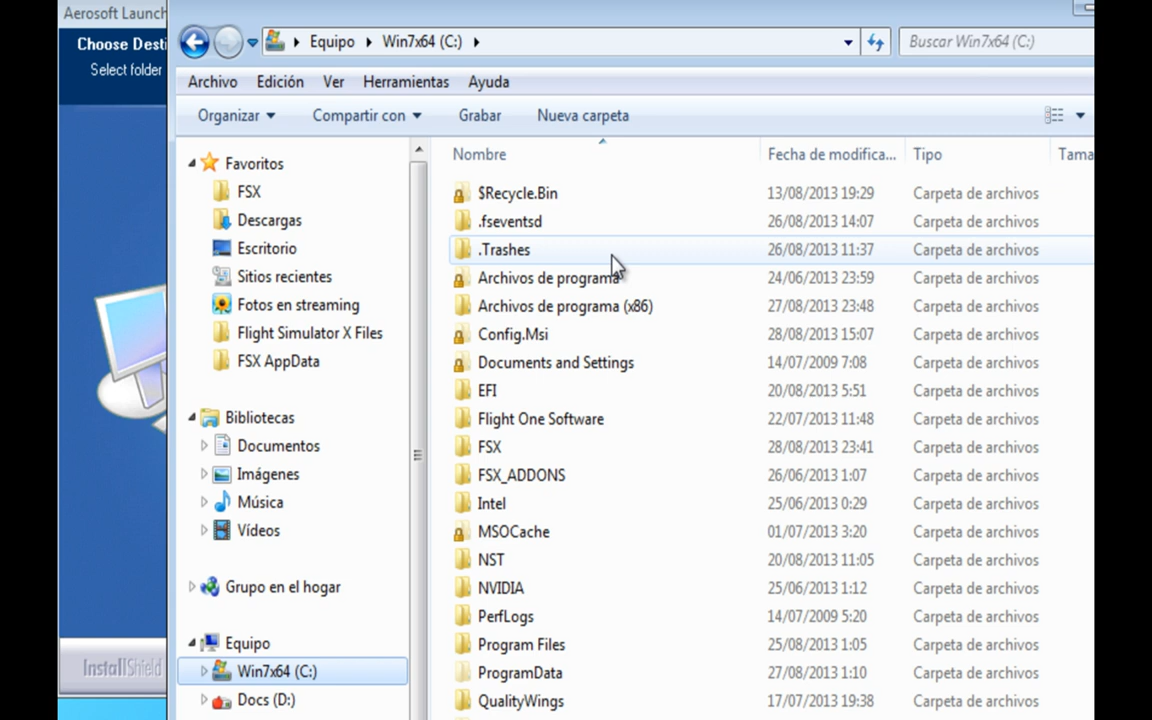 Aerosoft Launch
Choose Desti
Select folder
InstallShield
Equipo Win7x64 (C:)
Buscar Win7x64 (C:)
Archivo Edición Ver Herramientas Ayuda
Organizar Compartir con Grabar Nueva carpeta
Favoritos
FSX
Descargas
Escritorio
Sitios recientes
Fotos en streaming
Flight Simulator X Files
FSX AppData
Bibliotecas
Documentos
Imágenes
Música
Vídeos
Grupo en el hogar
Equipo
Win7x64 (C:)
Docs (D:)
Nombre Fecha de modifica... Tipo Tama
$Recycle.Bin 13/08/2013 19:29 Carpeta de archivos
.fseventsd 26/08/2013 14:07 Carpeta de archivos
.Trashes 26/08/2013 11:37 Carpeta de archivos
Archivos de programa 24/06/2013 23:59 Carpeta de archivos
Archivos de programa (x86) 27/08/2013 23:48 Carpeta de archivos
Config.Msi 28/08/2013 15:07 Carpeta de archivos
Documents and Settings 14/07/2009 7:08 Carpeta de archivos
EFI 20/08/2013 5:51 Carpeta de archivos
Flight One Software 22/07/2013 11:48 Carpeta de archivos
FSX 28/08/2013 23:41 Carpeta de archivos
FSX_ADDONS 26/06/2013 1:07 Carpeta de archivos
Intel 25/06/2013 0:29 Carpeta de archivos
MSOCache 01/07/2013 3:20 Carpeta de archivos
NST 20/08/2013 11:05 Carpeta de archivos
NVIDIA 25/06/2013 1:12 Carpeta de archivos
PerfLogs 14/07/2009 5:20 Carpeta de archivos
Program Files 25/08/2013 1:05 Carpeta de archivos
ProgramData 27/08/2013 1:10 Carpeta de archivos
QualityWings 17/07/2013 19:38 Carpeta de archivos